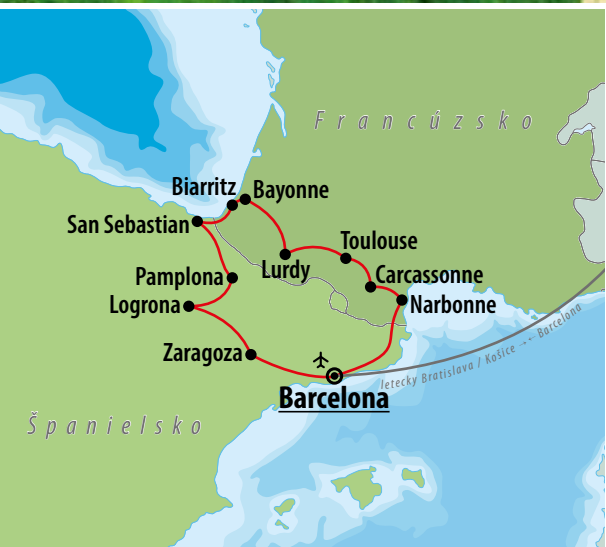 Francúzsko
Biarritz
Bayonne
San Sebastian
Toulouse
Lurdy
Pamplona
Carcassonne
Logrona
Narbonne
Zaragoza
letecky Bratislava / Košice →← Barcelona
Barcelona
Španielsko